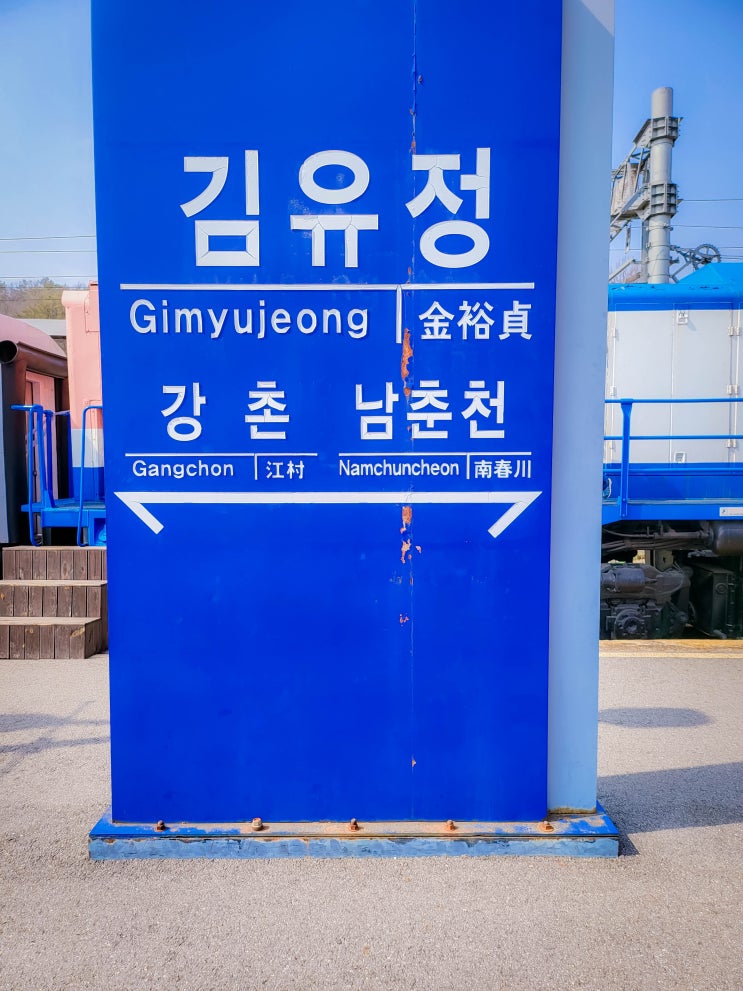 김유정
Gimyujeong 金裕貞
강촌 남춘천
Gangchon 江村 Namchuncheon 南春川